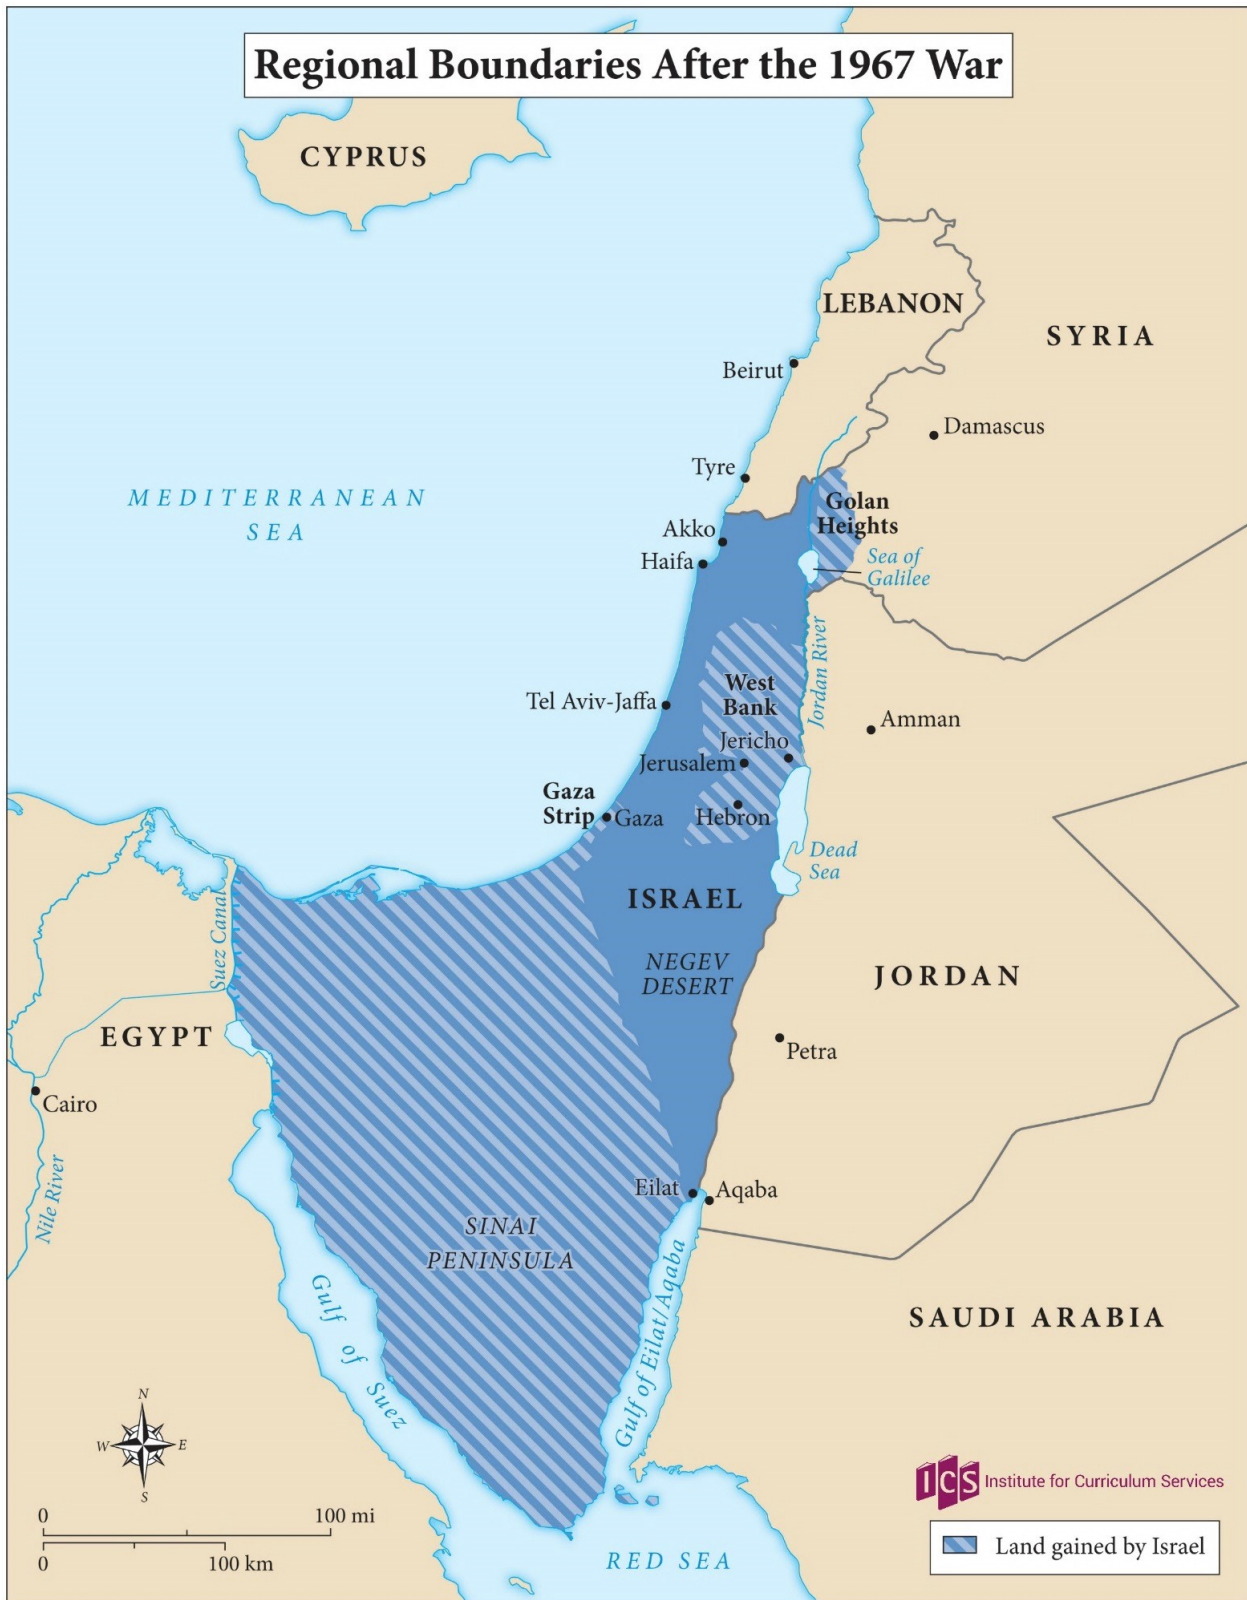 Regional Boundaries After the 1967 War
CYPRUS
LEBANON
SYRIA
Beirut
Damascus
Tyre
MEDITERRANEAN
SEA
Golan
Heights
Akko
Haifa
Sea of
Galilee
Jordan River
West
Bank
Tel Aviv-Jaffa
Amman
Jericho
Jerusalem
Gaza
Strip
Gaza
Hebron
Dead
Sea
ISRAEL
Suez Canal
NEGEV
DESERT
JORDAN
EGYPT
Petra
Cairo
Nile River
Eilat
Aqaba
SINAI
PENINSULA
Gulf of Suez
Gulf of Eilat/Aqaba
SAUDI ARABIA
N
W
E
S
ICS Institute for Curriculum Services
0 100 mi
0 100 km
Land gained by Israel
RED SEA